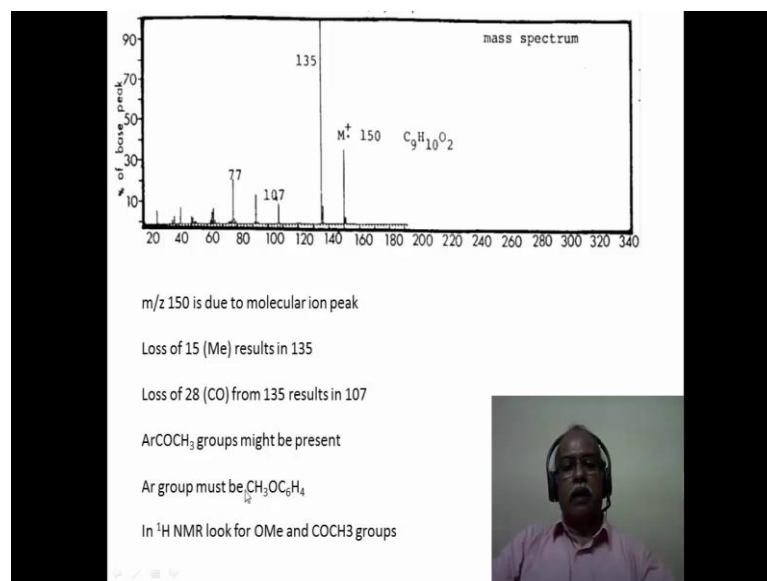 mass spectrum
% of base peak
90
70
50
30
10
135
M⁺· 150 C₉H₁₀O₂
77
107
20 40 60 80 100 120 140 160 180 200 220 240 260 280 300 320 340
m/z 150 is due to molecular ion peak
Loss of 15 (Me) results in 135
Loss of 28 (CO) from 135 results in 107
ArCOCH₃ groups might be present
Ar group must be CH₃OC₆H₄
In ¹H NMR look for OMe and COCH3 groups